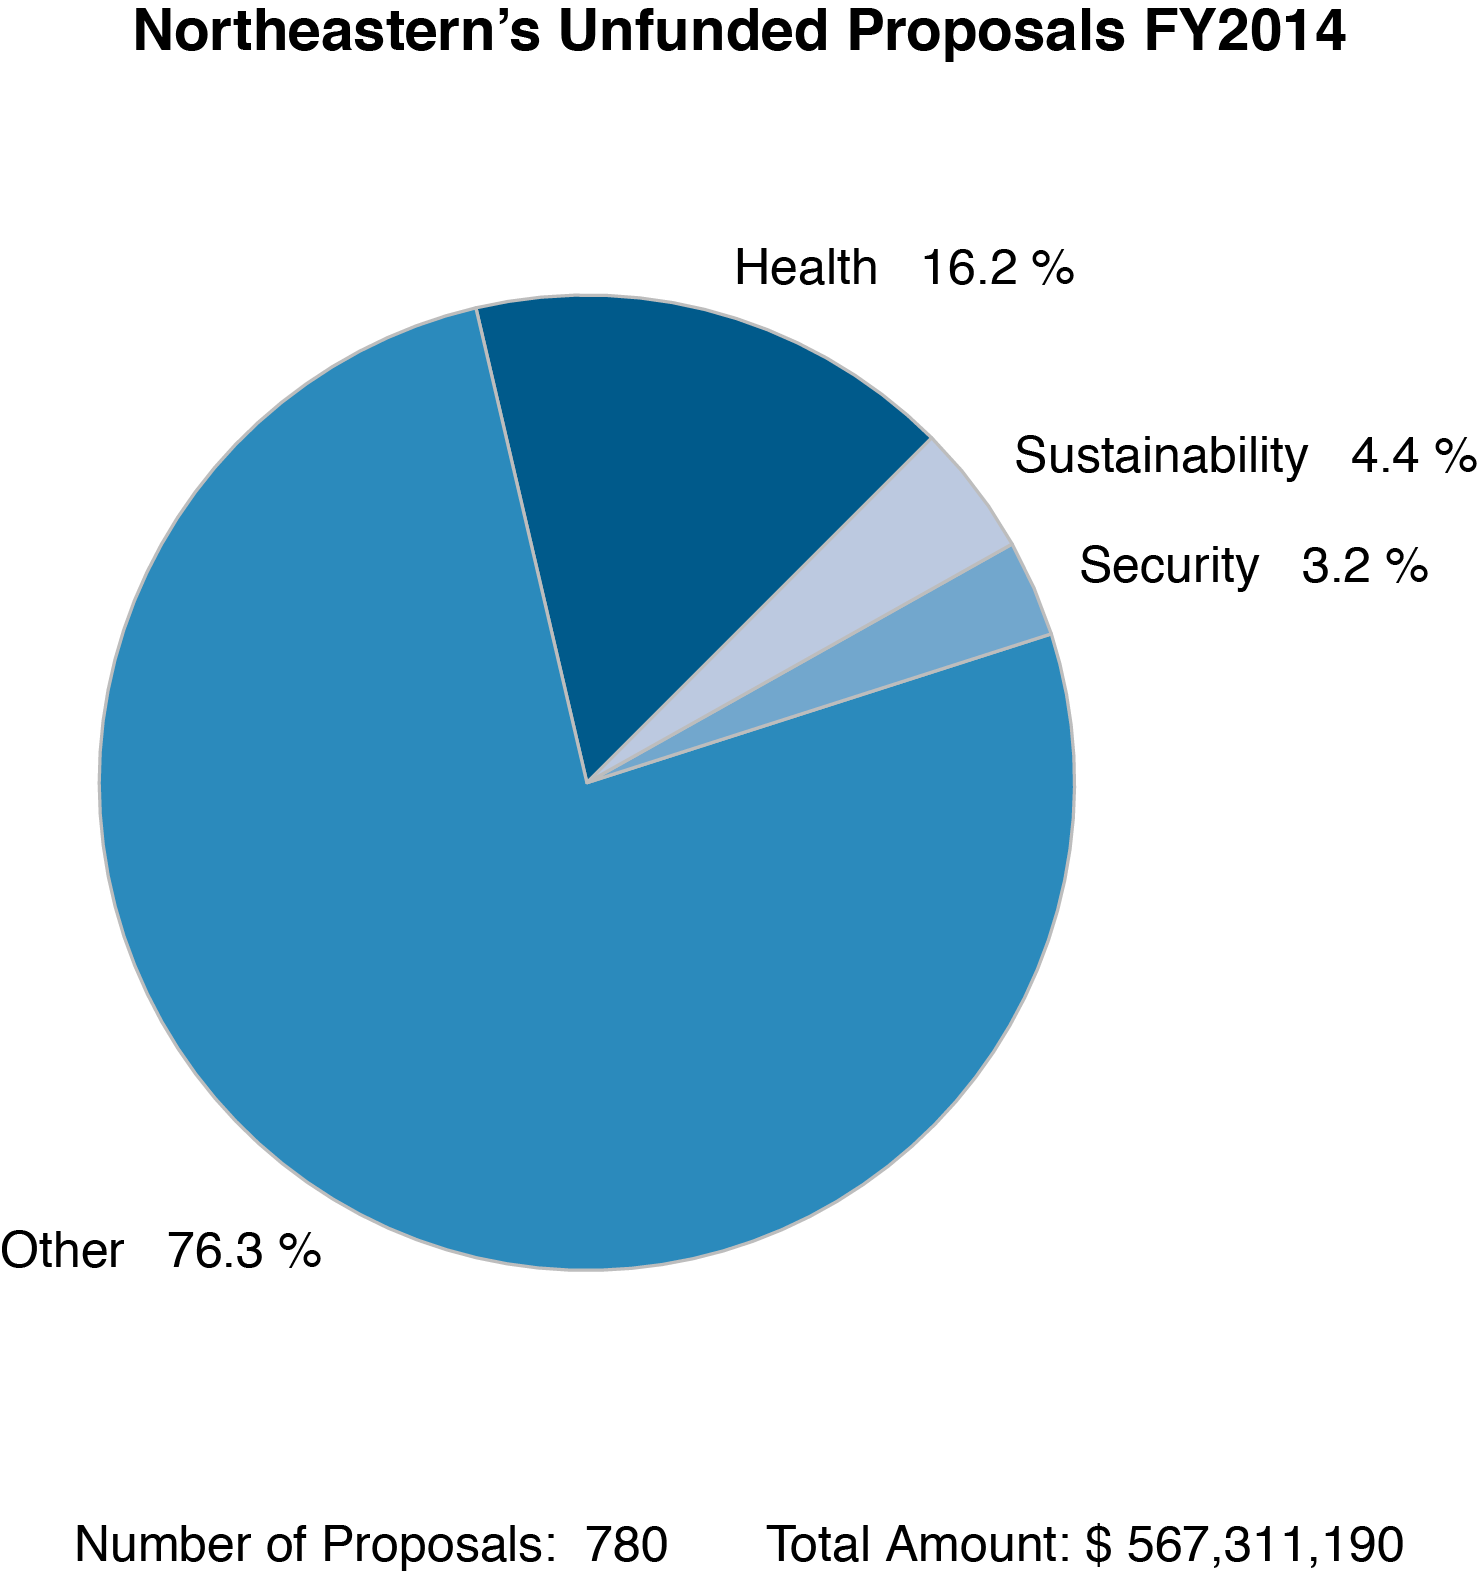 Northeastern’s Unfunded Proposals FY2014
Health 16.2 %
Sustainability 4.4 %
Security 3.2 %
Other 76.3 %
Number of Proposals: 780 Total Amount: $ 567,311,190